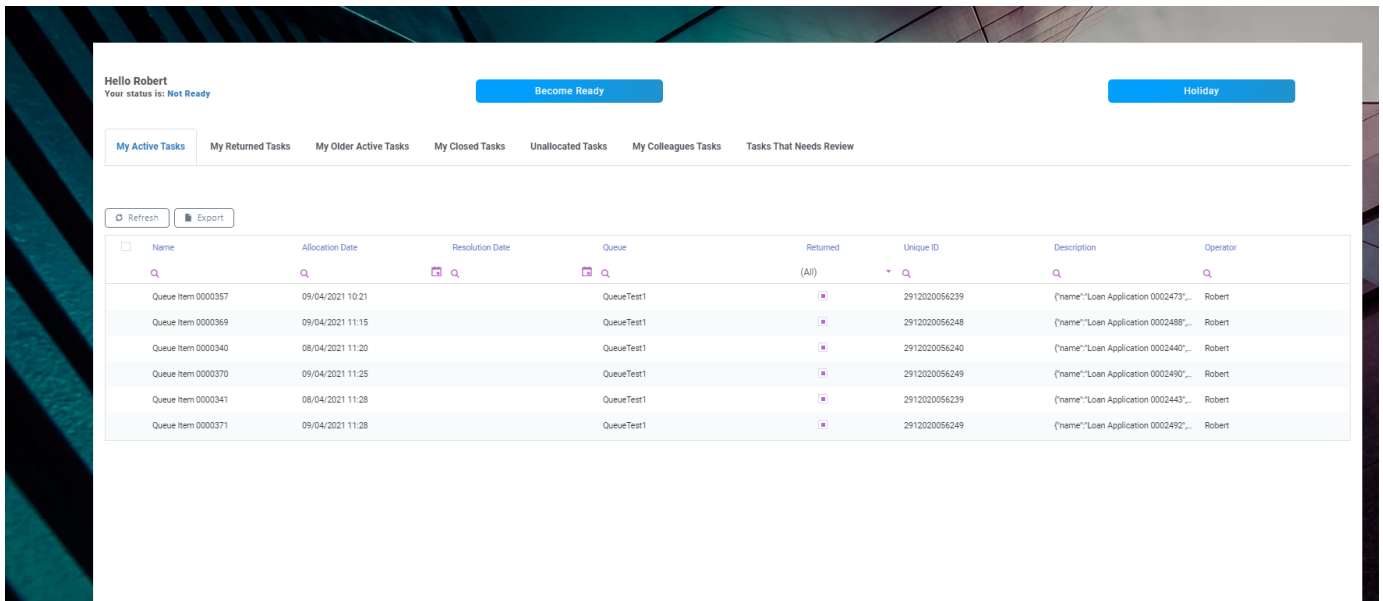 Hello Robert
Your status is: Not Ready
Become Ready
Holiday
My Active Tasks My Returned Tasks My Older Active Tasks My Closed Tasks Unallocated Tasks My Colleagues Tasks Tasks That Needs Review
Refresh Export
Name Allocation Date Resolution Date Queue Returned Unique ID Description Operator
(All)
Queue Item 0000357 09/04/2021 10:21 QueueTest1 2912020056239 {"name":"Loan Application 0002473",... Robert
Queue Item 0000369 09/04/2021 11:15 QueueTest1 2912020056248 {"name":"Loan Application 0002488",... Robert
Queue Item 0000340 08/04/2021 11:20 QueueTest1 2912020056240 {"name":"Loan Application 0002440",... Robert
Queue Item 0000370 09/04/2021 11:25 QueueTest1 2912020056249 {"name":"Loan Application 0002490",... Robert
Queue Item 0000341 08/04/2021 11:28 QueueTest1 2912020056239 {"name":"Loan Application 0002443",... Robert
Queue Item 0000371 09/04/2021 11:28 QueueTest1 2912020056249 {"name":"Loan Application 0002492",... Robert